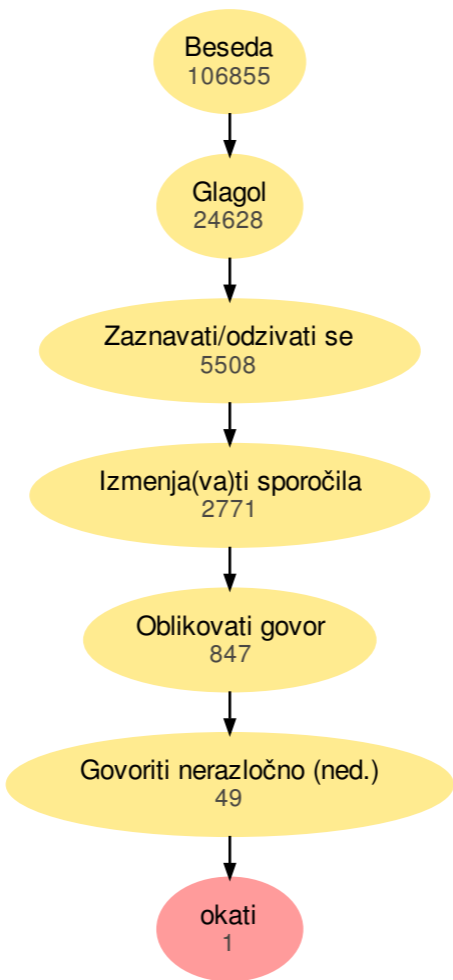 Beseda
106855
Glagol
24628
Zaznavati/odzivati se
5508
Izmenja(va)ti sporočila
2771
Oblikovati govor
847
Govoriti nerazločno (ned.)
49
okati
1